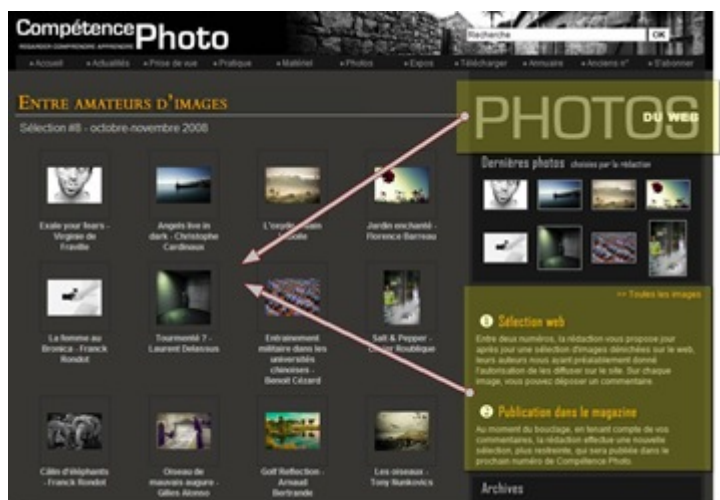 Compétence Photo
REGARDER COMPRENDRE APPRENDRE
Recherche
OK
Accueil
Actualités
Prise de vue
Pratique
Matériel
Photos
Expos
Télécharger
Annuaire
Anciens n°
S'abonner
ENTRE AMATEURS D'IMAGES
Sélection #8 - octobre-novembre 2008
Exale your fears -
Virginie de
Fraville
Angels live in
dark - Christophe
Cardinaux
L'exode
Jardin enchanté -
Florence Barreau
La femme au
Bronica - Franck
Rondot
Tourmenté 7 -
Laurent Delassus
Entrainement
militaire dans les
universités
chinoises -
Benoit Cézard
Salt & Pepper -
Roublique
Câlin d'éléphants
- Franck Rondot
Oiseau de
mauvais augure -
Gilles Alonso
Golf Reflection -
Arnaud
Bertrande
Les oiseaux -
Tony Nunkovics
PHOTOS
DU WEB
Dernières photos choisies par la rédaction
>> Toutes les images
1 Sélection web
Entre deux numéros, la rédaction vous propose jour
après jour une sélection d'images dénichées sur le web,
leurs auteurs nous ayant préalablement donné
l'autorisation de les diffuser sur le site. Sur chaque
image, vous pouvez déposer un commentaire.
2 Publication dans le magazine
Au moment du bouclage, en tenant compte de vos
commentaires, la rédaction effectue une nouvelle
sélection, plus restreinte, qui sera publiée dans le
prochain numéro de Compétence Photo.
Archives